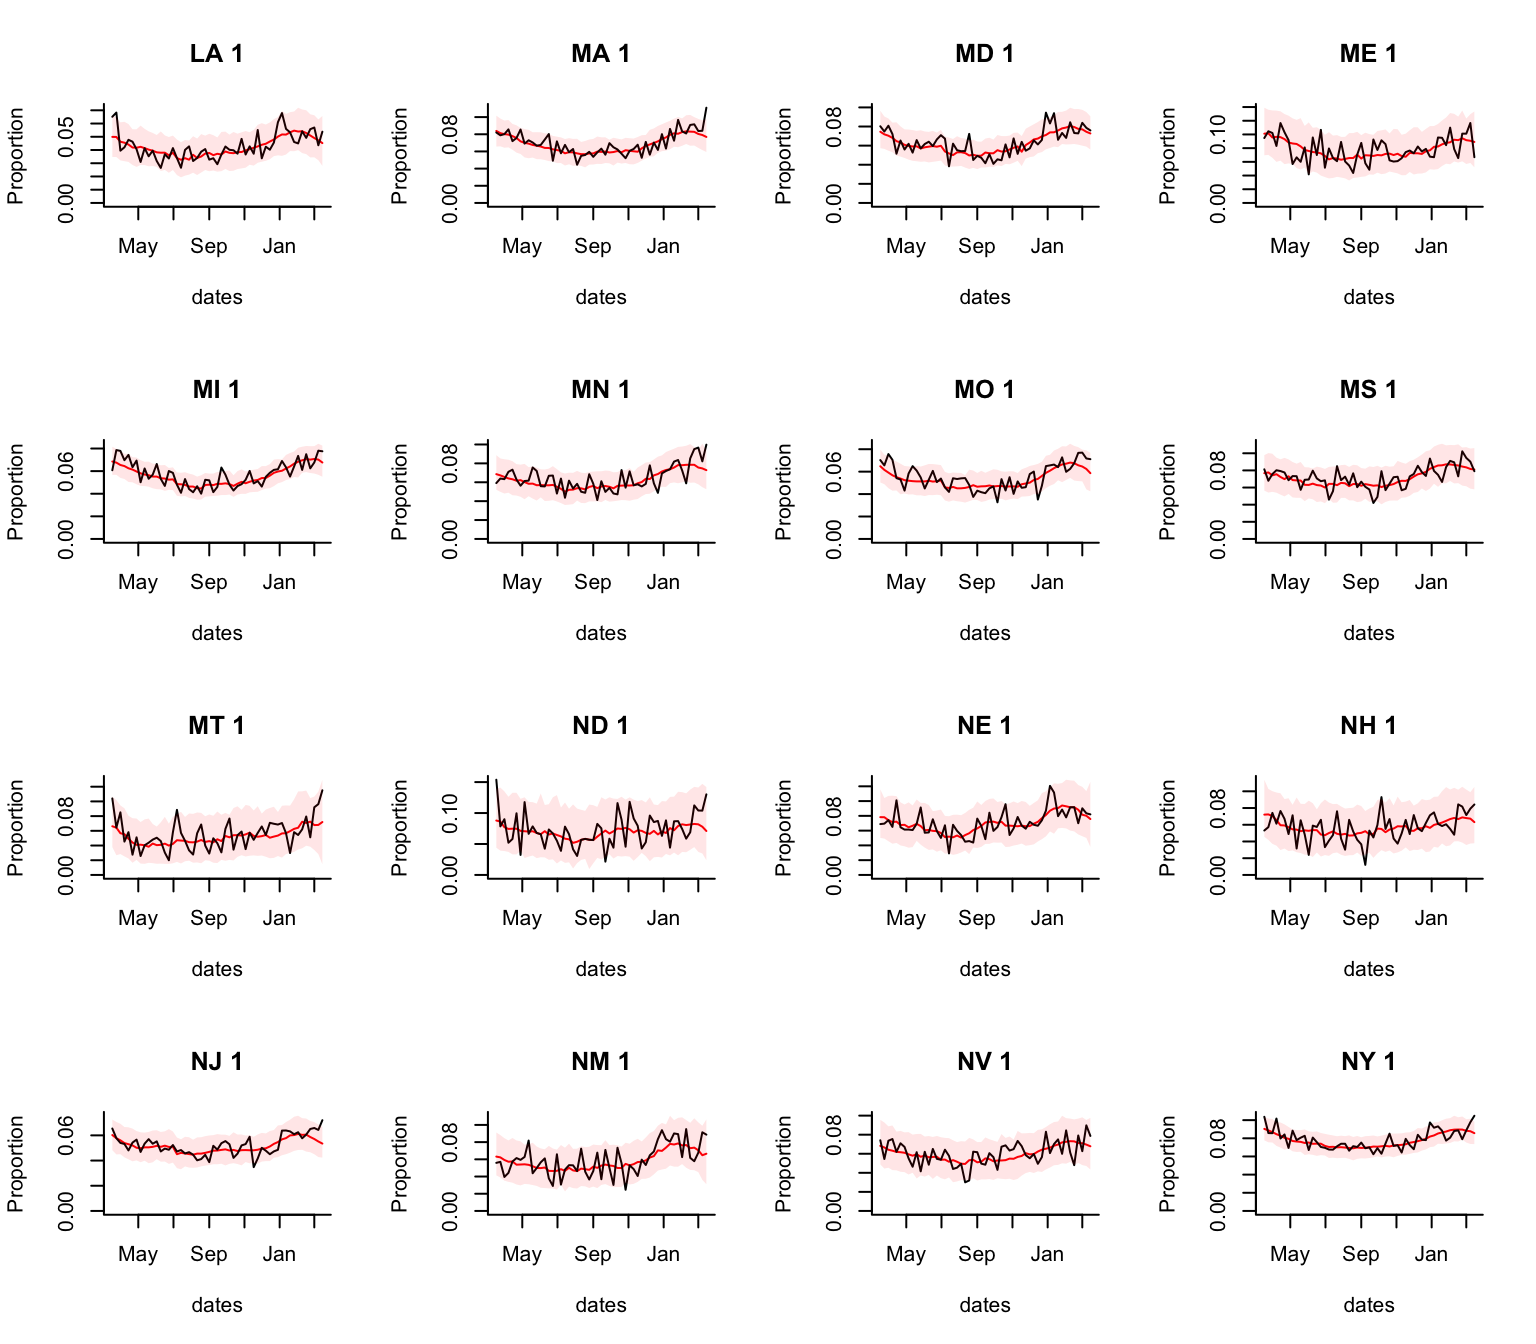 LA 1 MA 1 MD 1 ME 1
Proportion Proportion Proportion Proportion
0.00 0.05 0.00 0.08 0.00 0.08 0.00 0.10
May Sep Jan May Sep Jan May Sep Jan May Sep Jan
dates dates dates dates
MI 1 MN 1 MO 1 MS 1
Proportion Proportion Proportion Proportion
0.00 0.06 0.00 0.08 0.00 0.06 0.00 0.08
May Sep Jan May Sep Jan May Sep Jan May Sep Jan
dates dates dates dates
MT 1 ND 1 NE 1 NH 1
Proportion Proportion Proportion Proportion
0.00 0.08 0.00 0.10 0.00 0.08 0.00 0.08
May Sep Jan May Sep Jan May Sep Jan May Sep Jan
dates dates dates dates
NJ 1 NM 1 NV 1 NY 1
Proportion Proportion Proportion Proportion
0.00 0.06 0.00 0.08 0.00 0.08 0.00 0.08
May Sep Jan May Sep Jan May Sep Jan May Sep Jan
dates dates dates dates